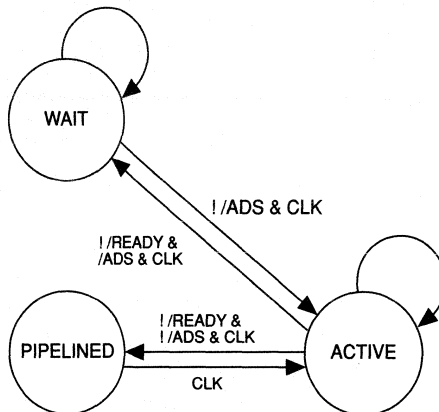 WAIT
! /ADS & CLK
! /READY &
/ADS & CLK
! /READY &
! /ADS & CLK
PIPELINED
ACTIVE
CLK